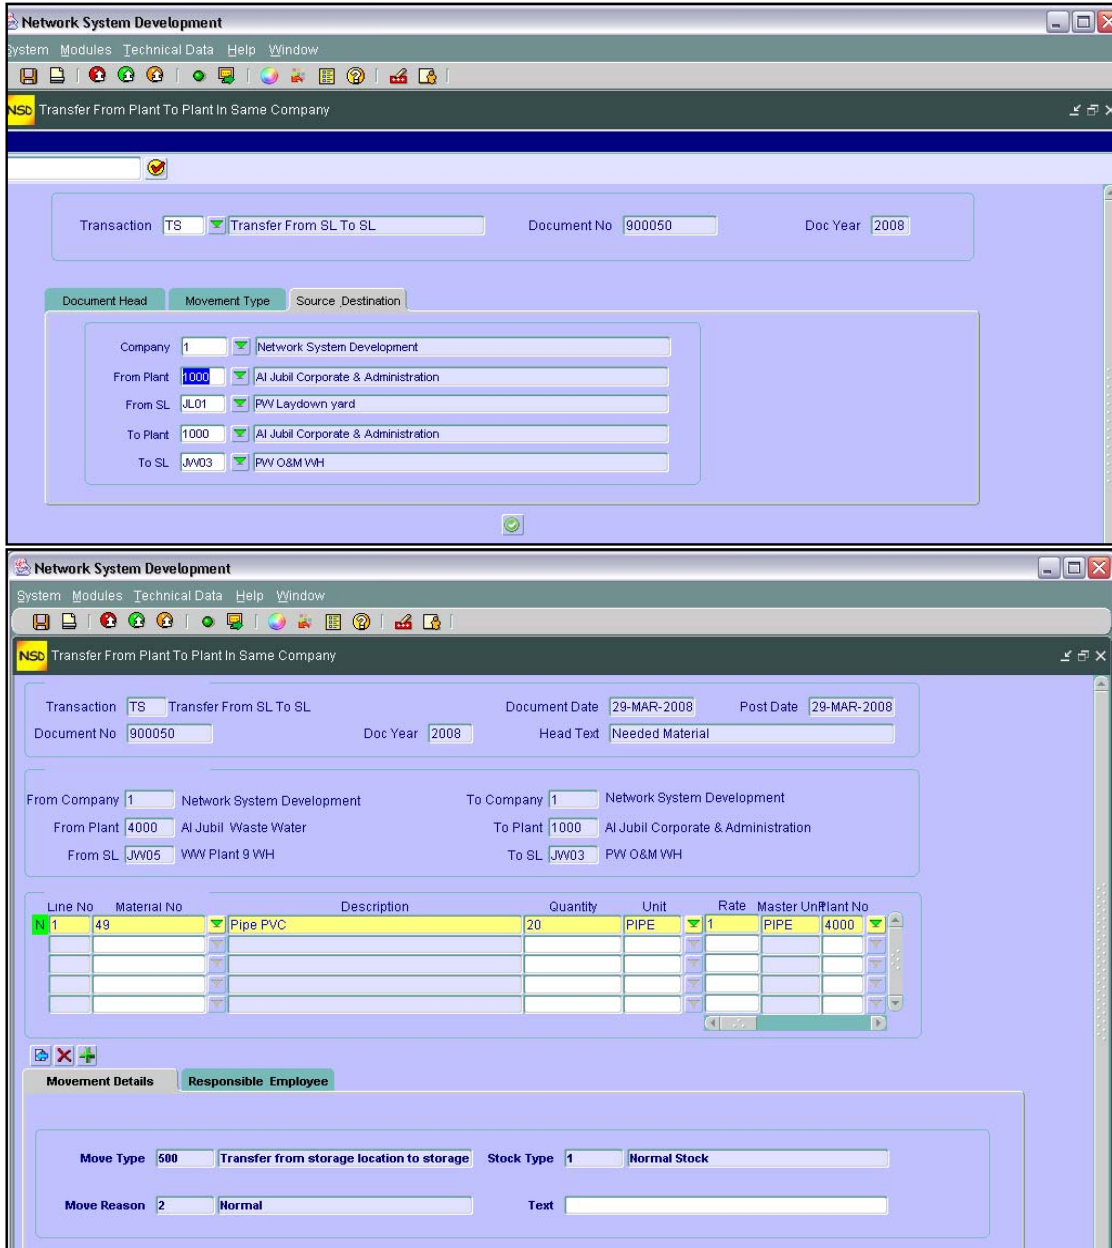 Network System Development
System Modules Technical Data Help Window
NSD Transfer From Plant To Plant In Same Company
Transaction TS Transfer From SL To SL Document No 900050 Doc Year 2008
Document Head Movement Type Source Destination
Company 1 Network System Development
From Plant 1000 Al Jubil Corporate & Administration
From SL JL01 PW Laydown yard
To Plant 1000 Al Jubil Corporate & Administration
To SL JW03 PW O&M WH
Network System Development
System Modules Technical Data Help Window
NSD Transfer From Plant To Plant In Same Company
Transaction TS Transfer From SL To SL Document Date 29-MAR-2008 Post Date 29-MAR-2008
Document No 900050 Doc Year 2008 Head Text Needed Material
From Company 1 Network System Development To Company 1 Network System Development
From Plant 4000 Al Jubil Waste Water To Plant 1000 Al Jubil Corporate & Administration
From SL JW05 WW Plant 9 WH To SL JW03 PW O&M WH
Line No Material No Description Quantity Unit Rate Master Unit Plant No
N 1 49 Pipe PVC 20 PIPE 1 PIPE 4000
Movement Details Responsible Employee
Move Type 500 Transfer from storage location to storage Stock Type 1 Normal Stock
Move Reason 2 Normal Text